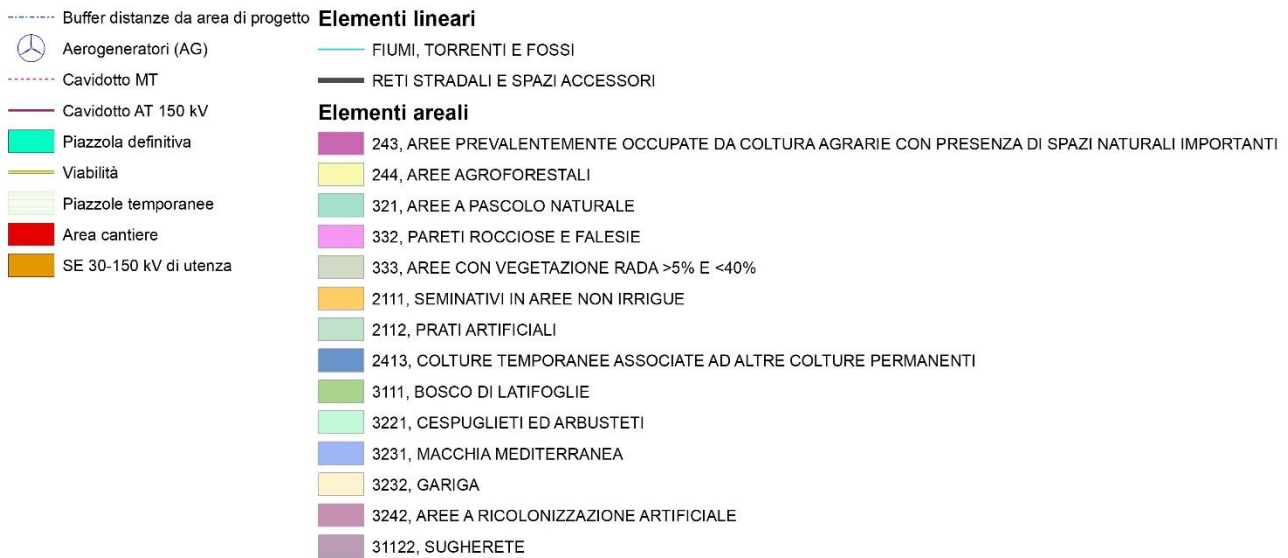 Buffer distanze da area di progetto
Aerogeneratori (AG)
Cavidotto MT
Cavidotto AT 150 kV
Piazzola definitiva
Viabilità
Piazzole temporanee
Area cantiere
SE 30-150 kV di utenza
Elementi lineari
FIUMI, TORRENTI E FOSSI
RETI STRADALI E SPAZI ACCESSORI
Elementi areali
243, AREE PREVALENTEMENTE OCCUPATE DA COLTURA AGRARIE CON PRESENZA DI SPAZI NATURALI IMPORTANTI
244, AREE AGROFORESTALI
321, AREE A PASCOLO NATURALE
332, PARETI ROCCIOSE E FALESIE
333, AREE CON VEGETAZIONE RADA >5% E <40%
2111, SEMINATIVI IN AREE NON IRRIGUE
2112, PRATI ARTIFICIALI
2413, COLTURE TEMPORANEE ASSOCIATE AD ALTRE COLTURE PERMANENTI
3111, BOSCO DI LATIFOGLIE
3221, CESPUGLIETI ED ARBUSTETI
3231, MACCHIA MEDITERRANEA
3232, GARIGA
3242, AREE A RICOLONIZZAZIONE ARTIFICIALE
31122, SUGHERETE